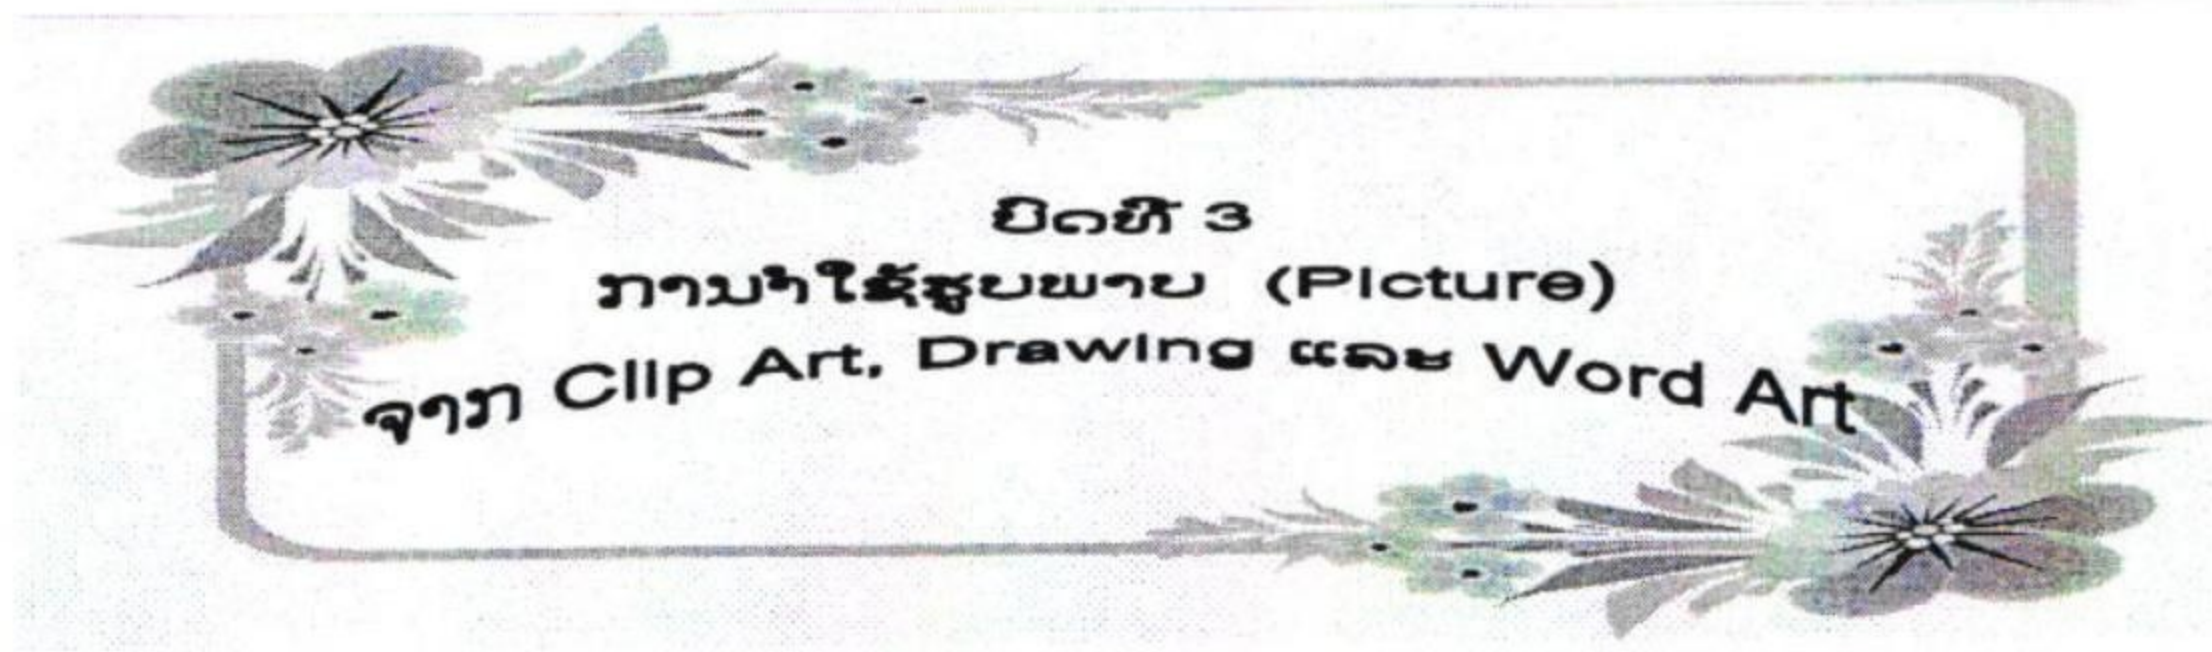 ບົດທີ 3
ການນຳໃຊ້ຮູບພາບ (Picture)
ຈາກ Clip Art, Drawing ແລະ Word Art